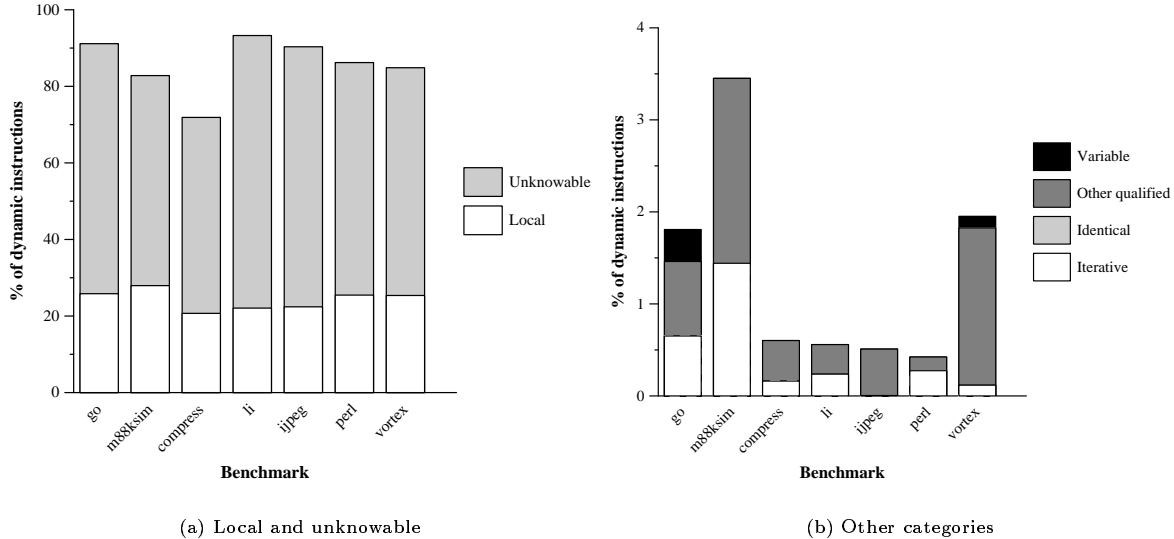 100
80
60
40
20
0
% of dynamic instructions
go
m88ksim
compress
li
ijpeg
perl
vortex
Benchmark
Unknowable
Local
(a) Local and unknowable
4
3
2
1
0
% of dynamic instructions
go
m88ksim
compress
li
ijpeg
perl
vortex
Benchmark
Variable
Other qualified
Identical
Iterative
(b) Other categories